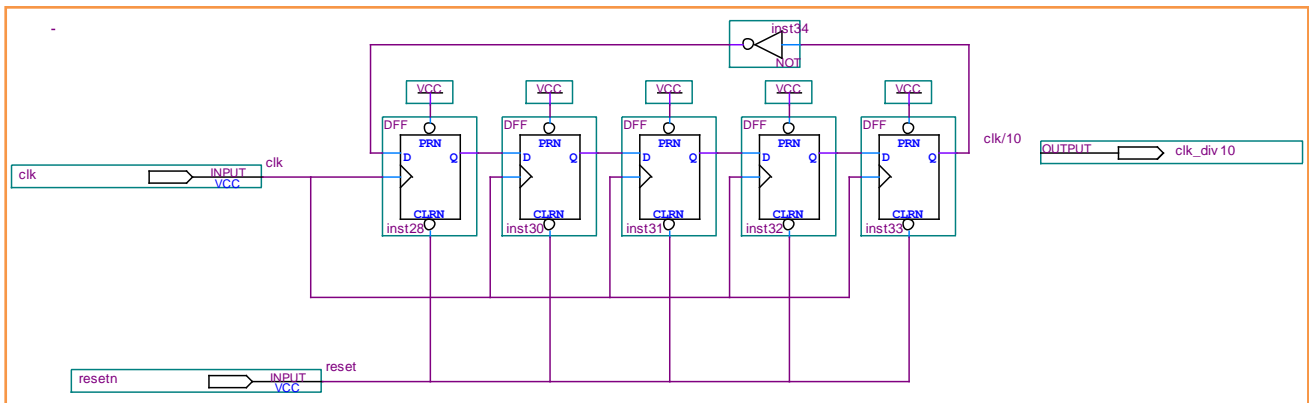 -
inst34
NOT
VCC VCC VCC VCC VCC
DFF DFF DFF DFF DFF
PRN PRN PRN PRN PRN
D Q D Q D Q D Q D Q
clk/10
OUTPUT clk_div10
clk
clk INPUT
VCC
CLRN CLRN CLRN CLRN CLRN
inst28 inst30 inst31 inst32 inst33
reset
resetn INPUT
VCC